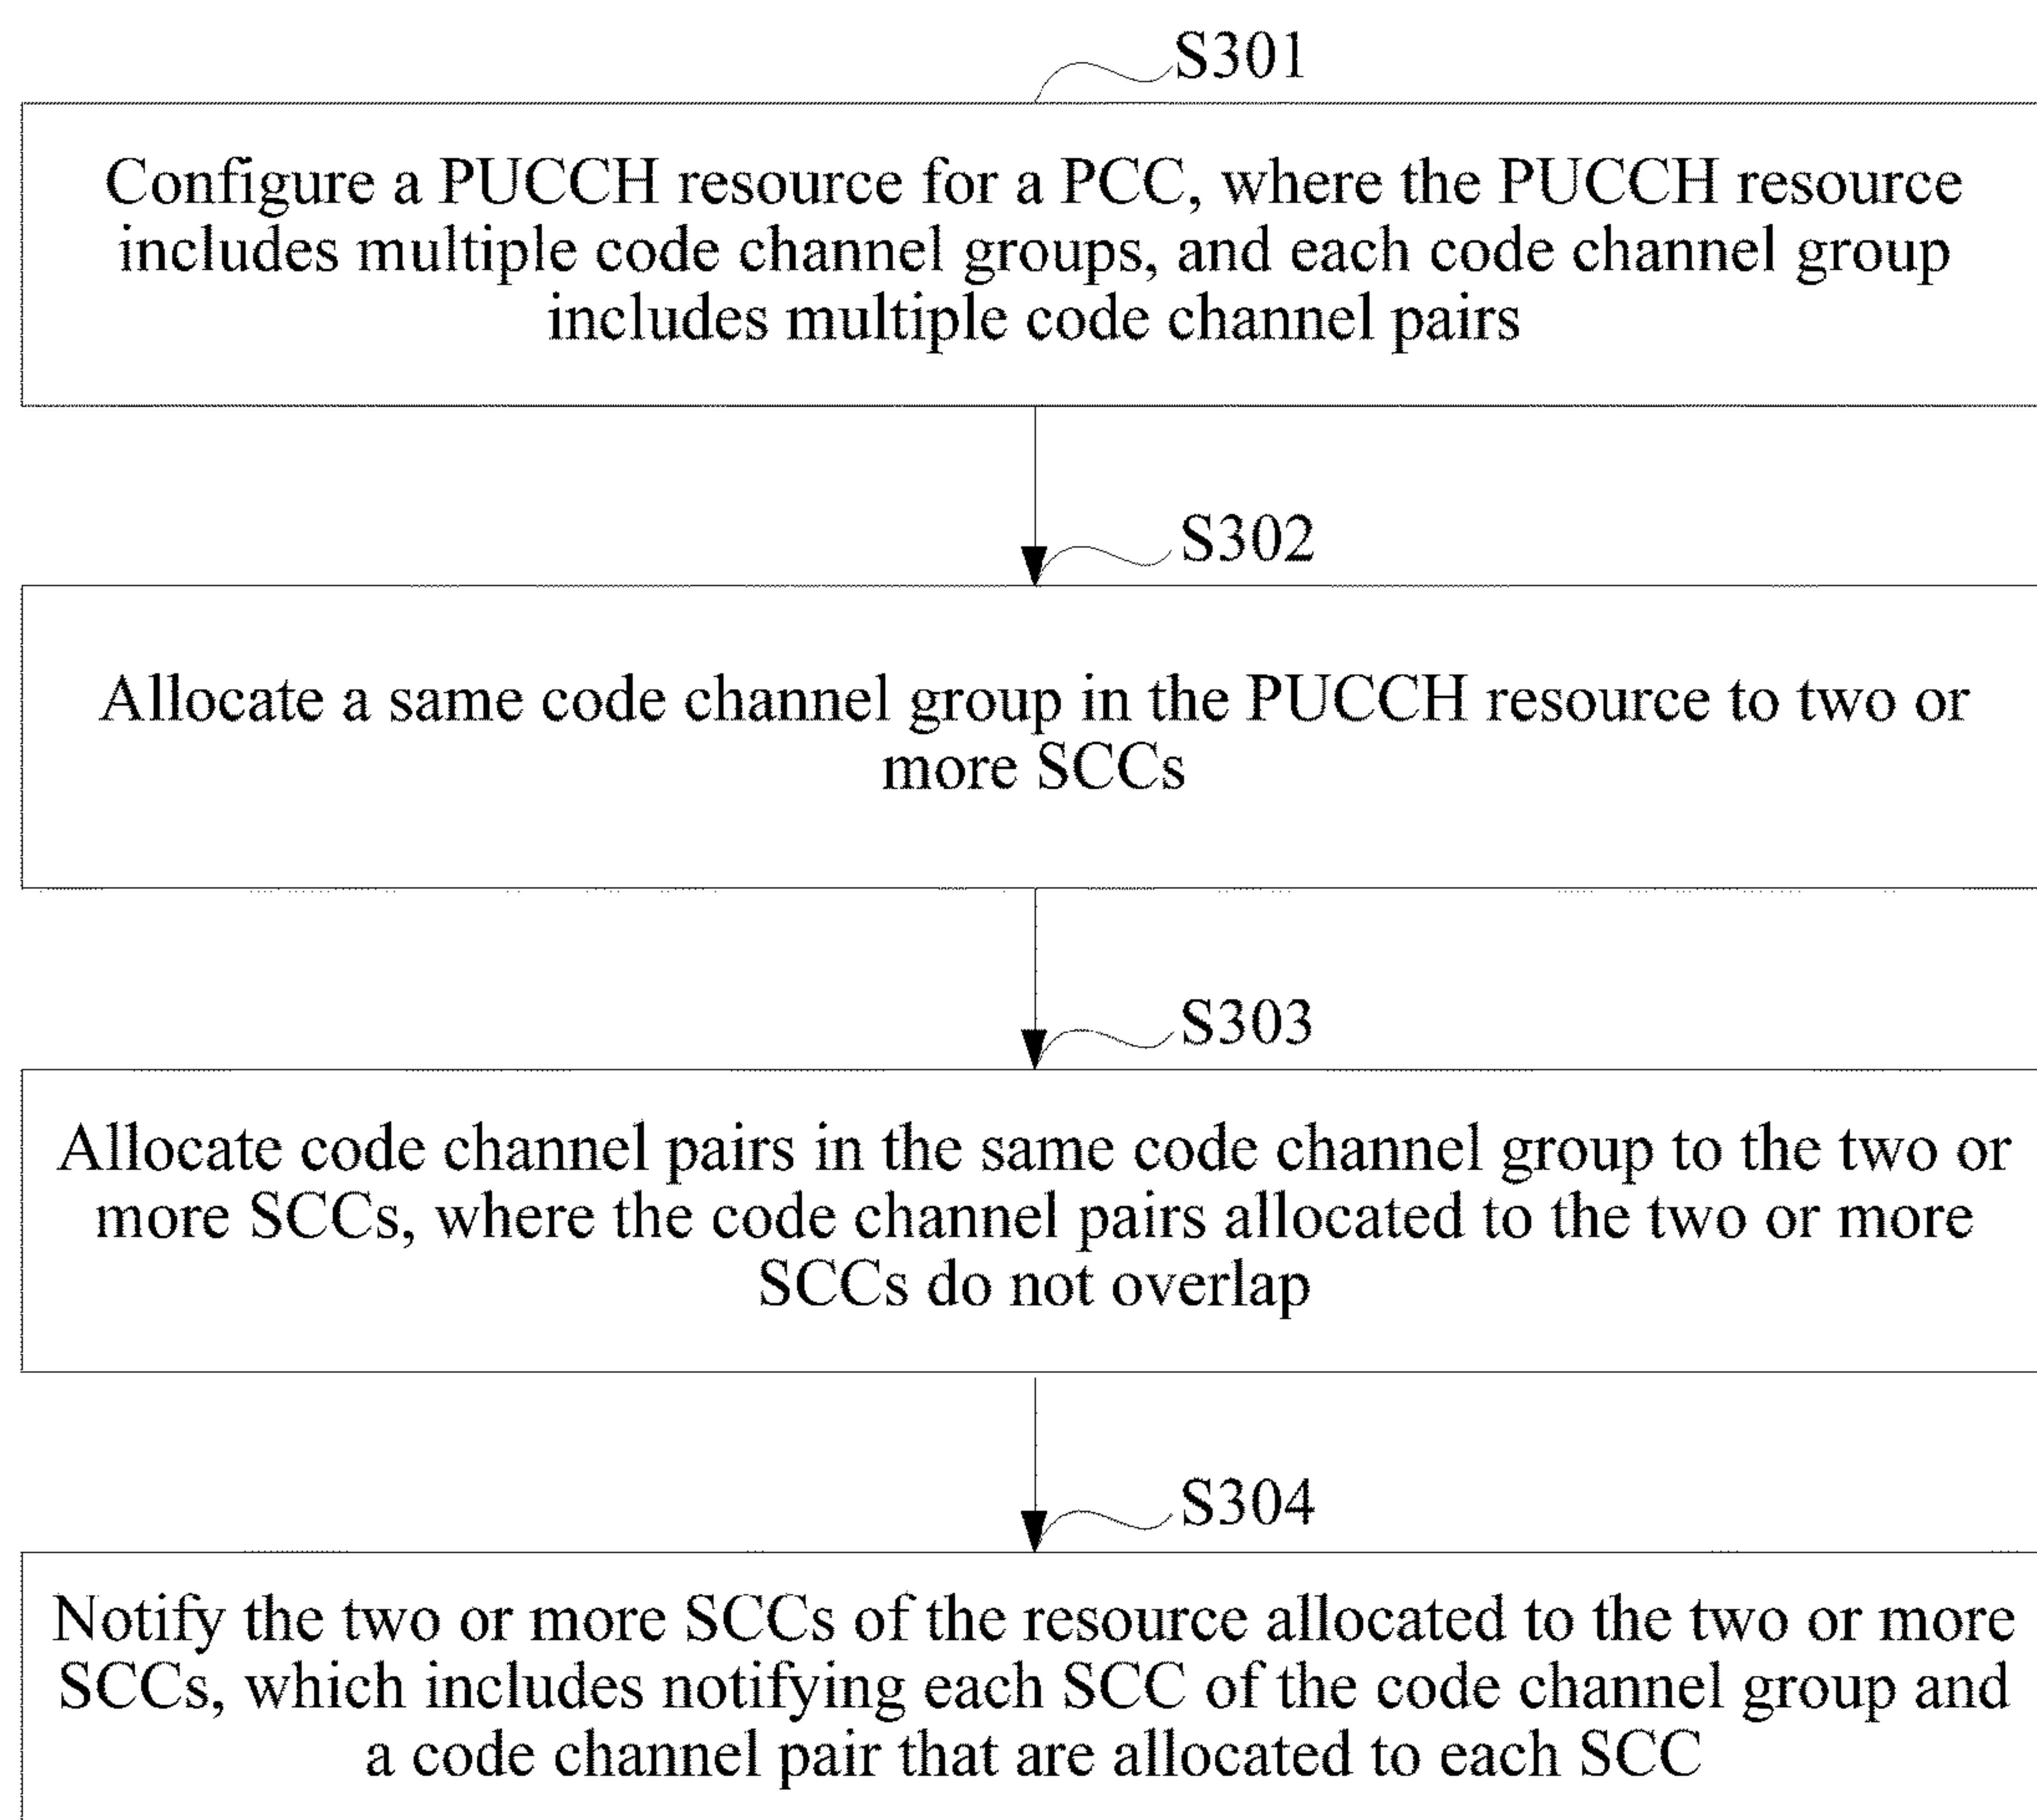 S301
Configure a PUCCH resource for a PCC, where the PUCCH resource
includes multiple code channel groups, and each code channel group
includes multiple code channel pairs
S302
Allocate a same code channel group in the PUCCH resource to two or
more SCCs
S303
Allocate code channel pairs in the same code channel group to the two or
more SCCs, where the code channel pairs allocated to the two or more
SCCs do not overlap
S304
Notify the two or more SCCs of the resource allocated to the two or more
SCCs, which includes notifying each SCC of the code channel group and
a code channel pair that are allocated to each SCC